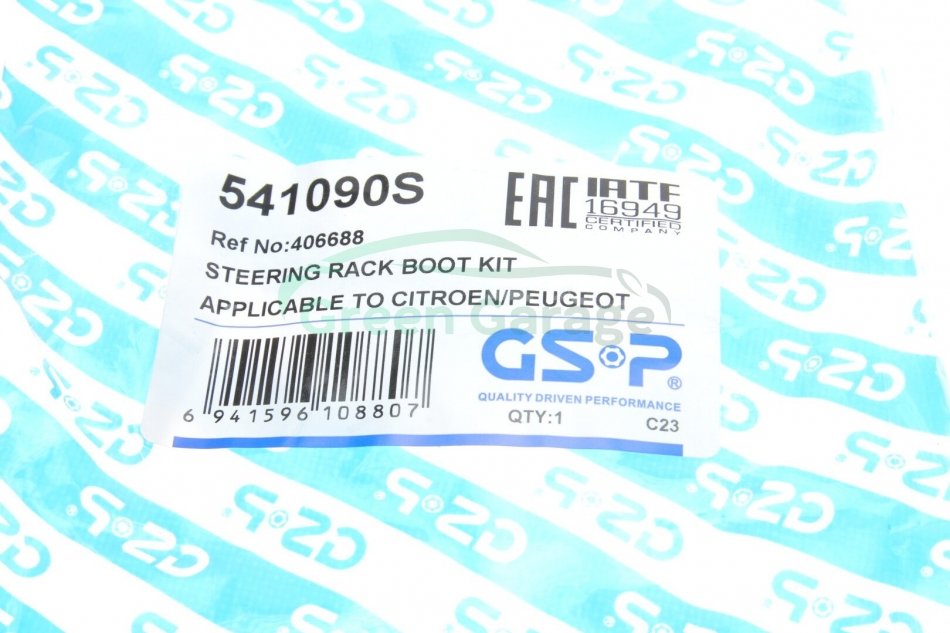 541090S
EAC
IATF
16949
CERTIFIED
COMPANY
Ref No:406688
STEERING RACK BOOT KIT
APPLICABLE TO CITROEN/PEUGEOT
Green Garage
GSP®
QUALITY DRIVEN PERFORMANCE
6 941596 108807
QTY:1
C23